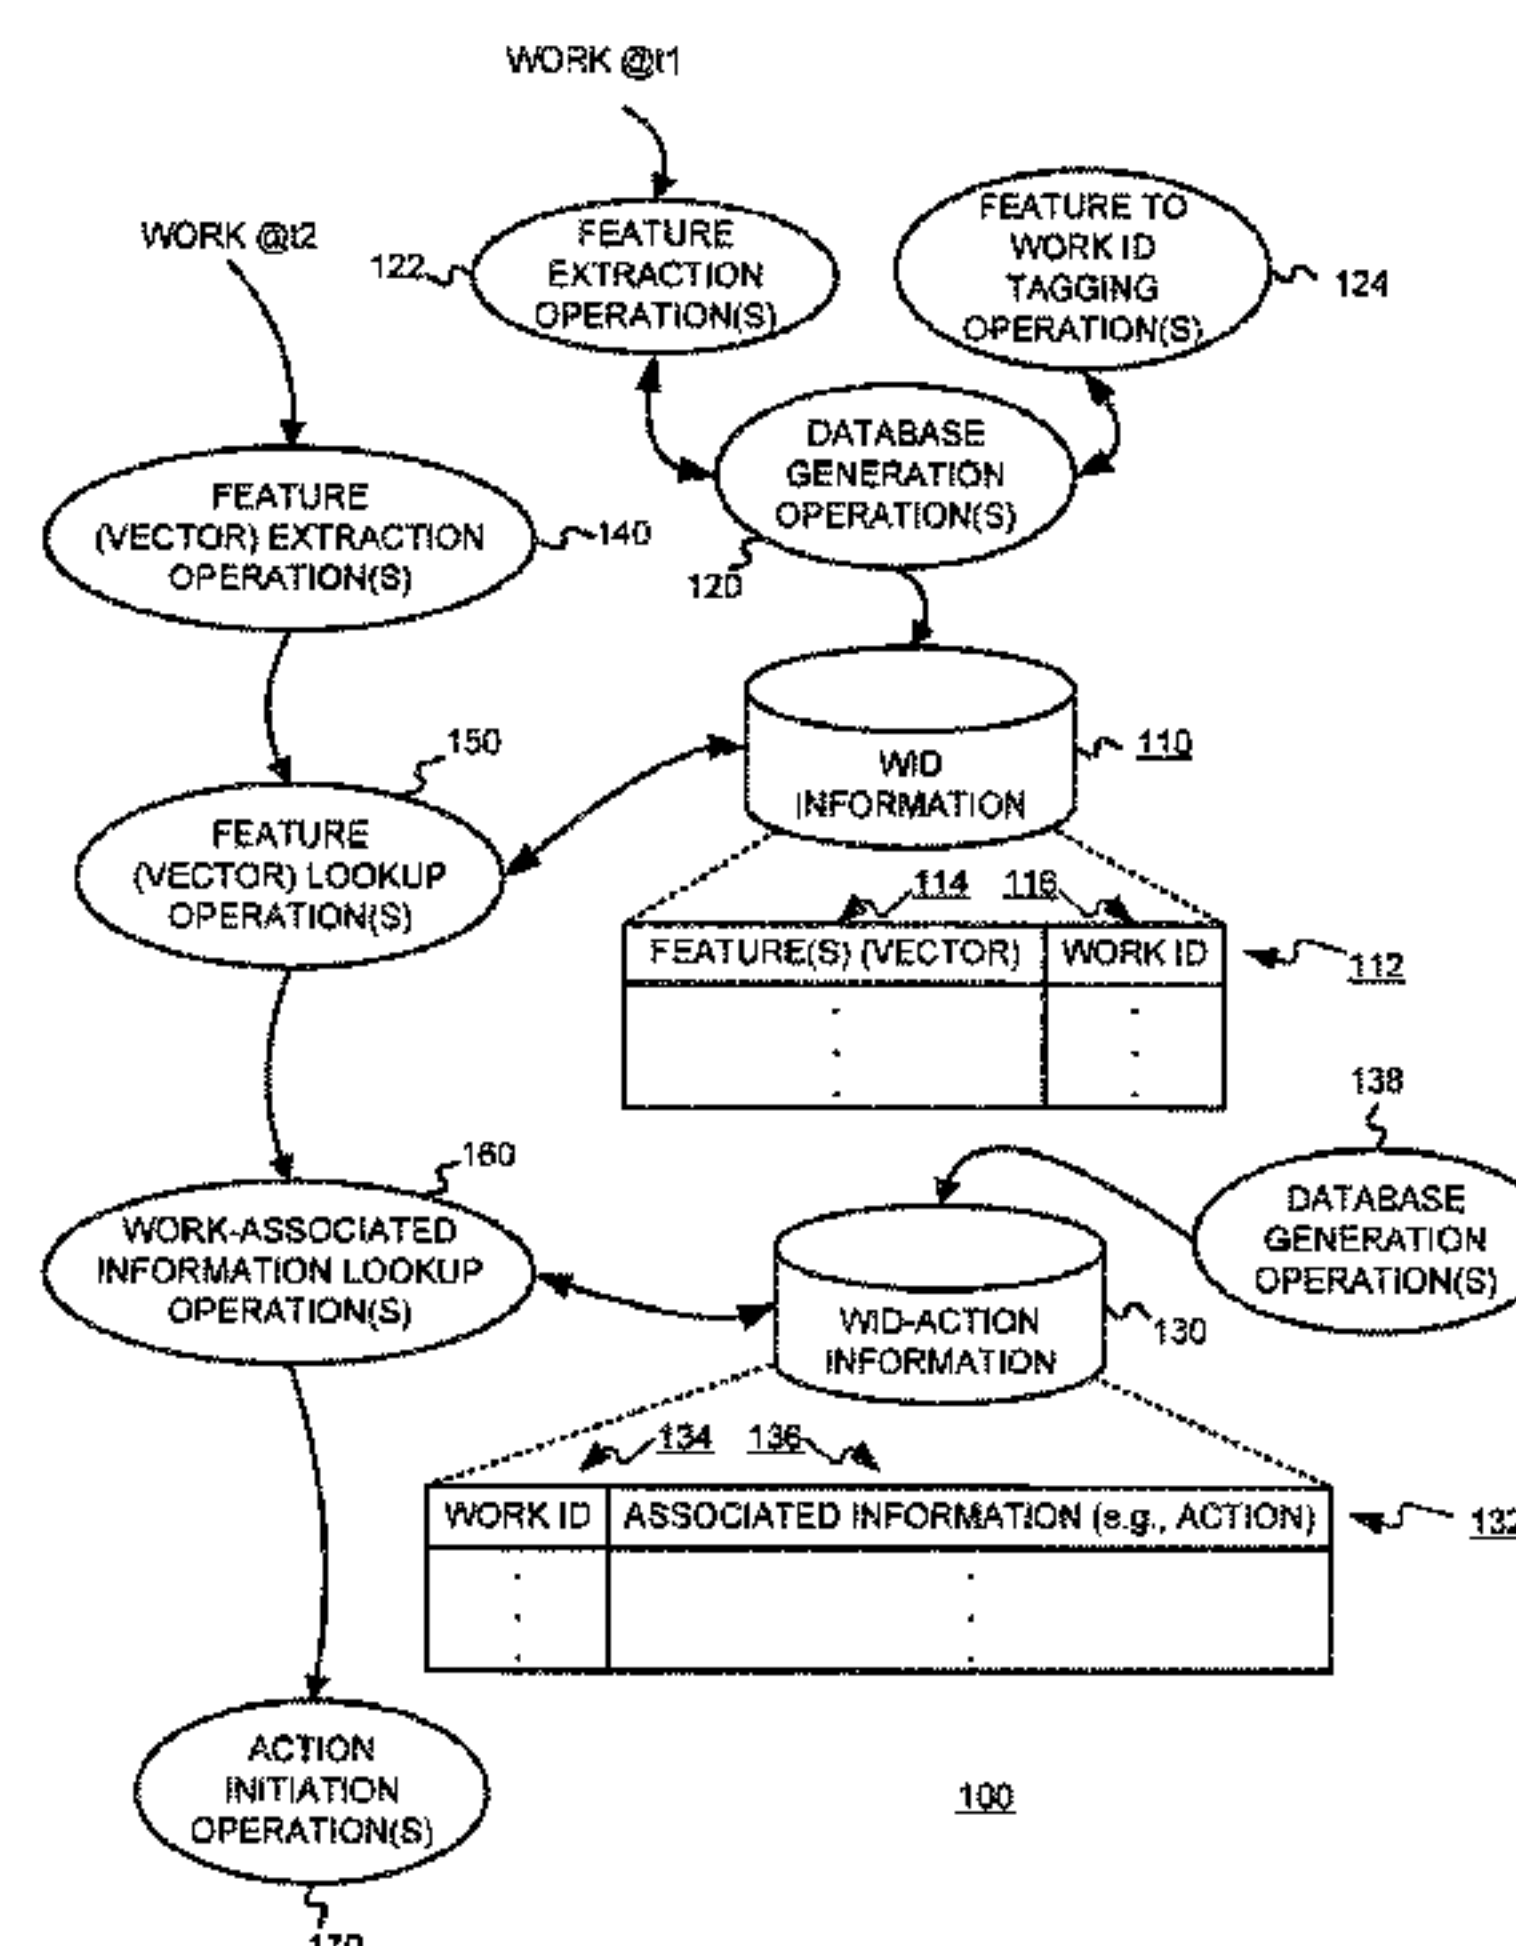 WORK @t1
WORK @t2
122
FEATURE
EXTRACTION
OPERATION(S)
FEATURE TO
WORK ID
TAGGING
OPERATION(S)
124
DATABASE
GENERATION
OPERATION(S)
120
FEATURE
(VECTOR) EXTRACTION
OPERATION(S)
140
150
FEATURE
(VECTOR) LOOKUP
OPERATION(S)
WID
INFORMATION
110
114
116
FEATURE(S) (VECTOR)
WORK ID
112
138
DATABASE
GENERATION
OPERATION(S)
160
WORK-ASSOCIATED
INFORMATION LOOKUP
OPERATION(S)
WID-ACTION
INFORMATION
130
134
136
WORK ID
ASSOCIATED INFORMATION (e.g., ACTION)
132
ACTION
INITIATION
OPERATION(S)
100
170